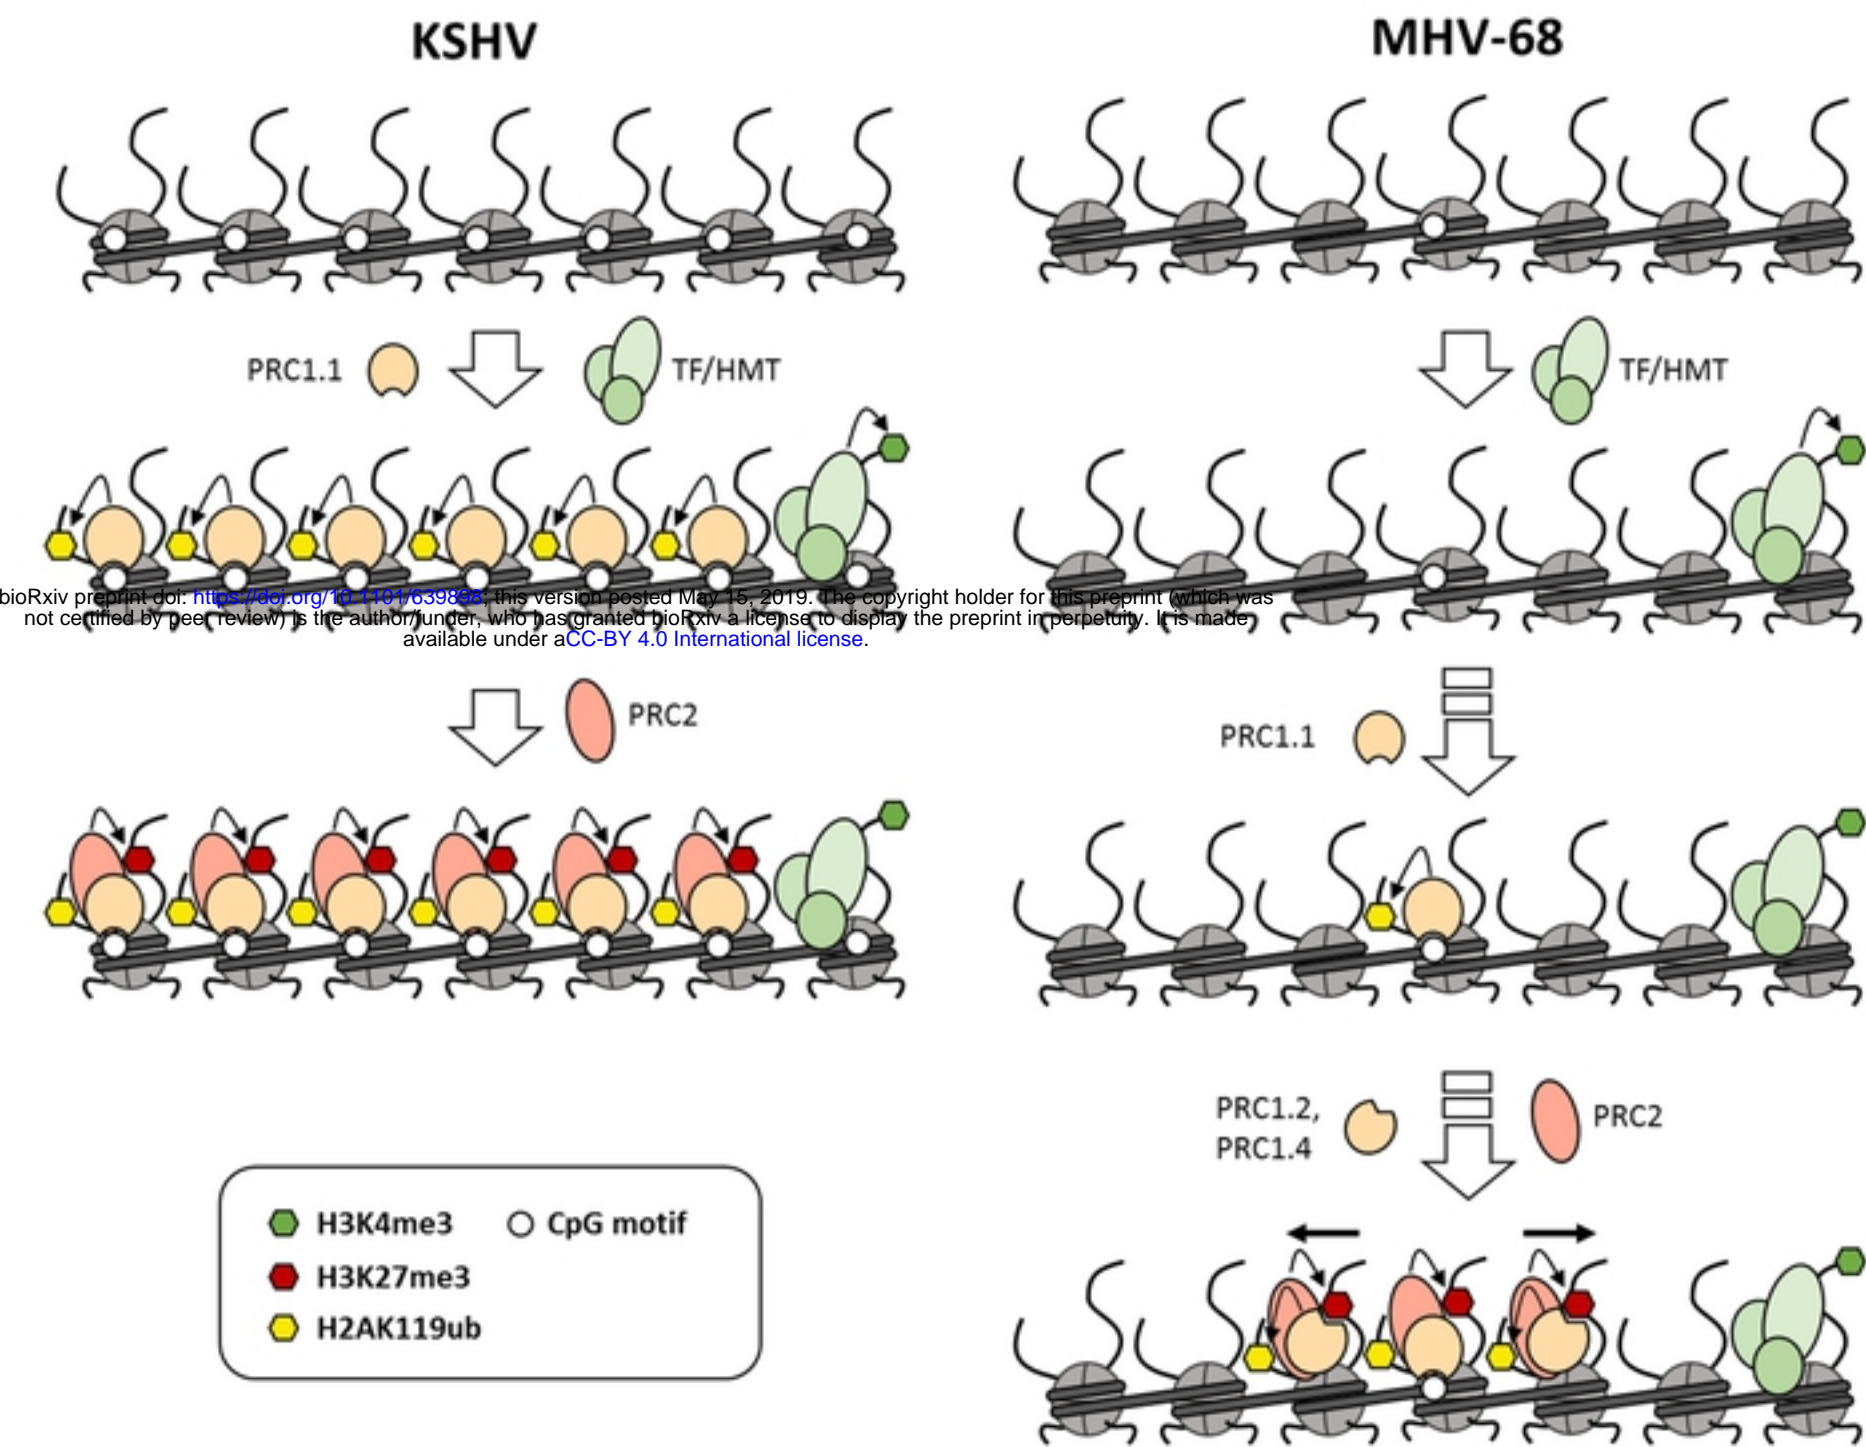 KSHV
MHV-68
PRC1.1
TF/HMT
TF/HMT
bioRxiv preprint doi: https://doi.org/10.1101/639898; this version posted May 15, 2019. The copyright holder for this preprint (which was
not certified by peer review) is the author/funder, who has granted bioRxiv a license to display the preprint in perpetuity. It is made
available under aCC-BY 4.0 International license.
PRC2
PRC1.1
PRC1.2,
PRC1.4
PRC2
H3K4me3
CpG motif
H3K27me3
H2AK119ub